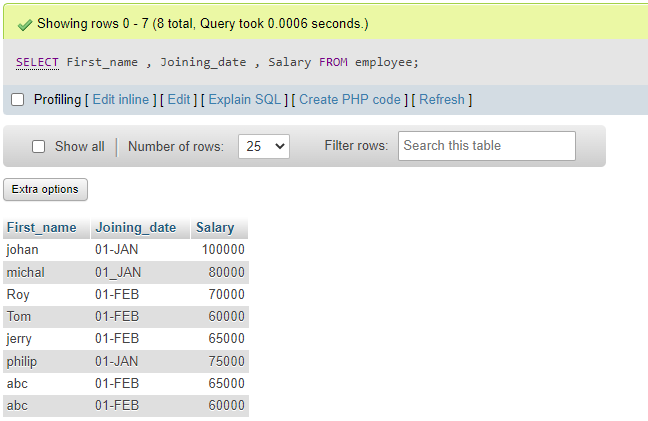 Showing rows 0 - 7 (8 total, Query took 0.0006 seconds.)
SELECT First_name , Joining_date , Salary FROM employee;
Profiling [ Edit inline ] [ Edit ] [ Explain SQL ] [ Create PHP code ] [ Refresh ]
Show all Number of rows: 25 Filter rows: Search this table
Extra options
First_name Joining_date Salary
johan 01-JAN 100000
michal 01_JAN 80000
Roy 01-FEB 70000
Tom 01-FEB 60000
jerry 01-FEB 65000
philip 01-JAN 75000
abc 01-FEB 65000
abc 01-FEB 60000